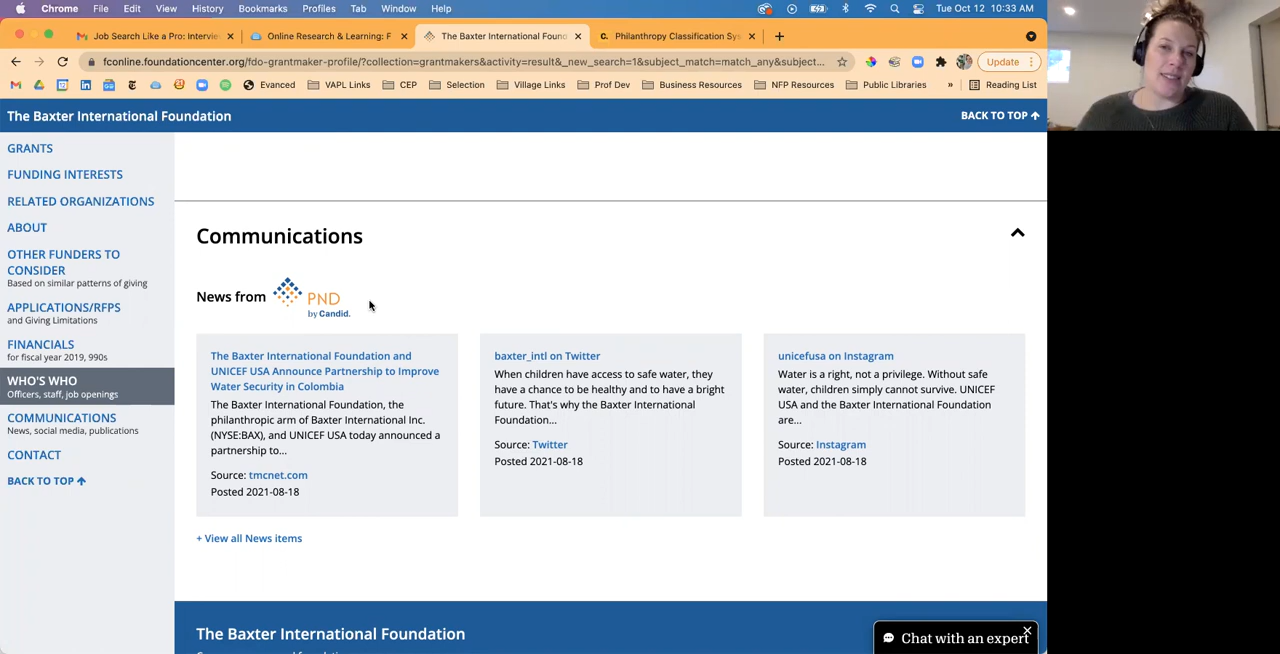 Chrome File Edit View History Bookmarks Profiles Tab Window Help Tue Oct 12 10:33 AM
Job Search Like a Pro: Intervie
Online Research & Learning: F
The Baxter International Foun
Philanthropy Classification Sys
fconline.foundationcenter.org/fdo-grantmaker-profile/?collection=grantmakers&activity=result&_new_search=1&subject_match=match_any&subject...
Update
Evanced VAPL Links CEP Selection Village Links Prof Dev Business Resources NFP Resources Public Libraries » Reading List
The Baxter International Foundation
BACK TO TOP
GRANTS
FUNDING INTERESTS
RELATED ORGANIZATIONS
ABOUT
OTHER FUNDERS TO
CONSIDER
Based on similar patterns of giving
APPLICATIONS/RFPS
and Giving Limitations
FINANCIALS
for fiscal year 2019, 990s
WHO'S WHO
Officers, staff, job openings
COMMUNICATIONS
News, social media, publications
CONTACT
BACK TO TOP
Communications
News from PND
by Candid.
The Baxter International Foundation and
UNICEF USA Announce Partnership to Improve
Water Security in Colombia
The Baxter International Foundation, the
philanthropic arm of Baxter International Inc.
(NYSE:BAX), and UNICEF USA today announced a
partnership to...
Source: tmcnet.com
Posted 2021-08-18
baxter_intl on Twitter
When children have access to safe water, they
have a chance to be healthy and to have a bright
future. That's why the Baxter International
Foundation...
Source: Twitter
Posted 2021-08-18
unicefusa on Instagram
Water is a right, not a privilege. Without safe
water, children simply cannot survive. UNICEF
USA and the Baxter International Foundation
are...
Source: Instagram
Posted 2021-08-18
+ View all News items
The Baxter International Foundation
Chat with an expert